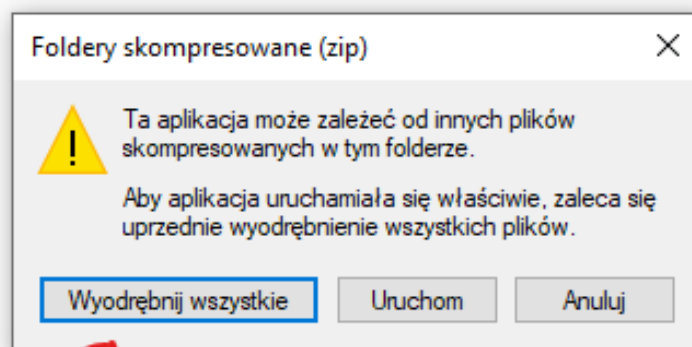 Foldery skompresowane (zip)
Ta aplikacja może zależeć od innych plików
skompresowanych w tym folderze.
Aby aplikacja uruchamiała się właściwie, zaleca się
uprzednie wyodrębnienie wszystkich plików.
Wyodrębnij wszystkie Uruchom Anuluj